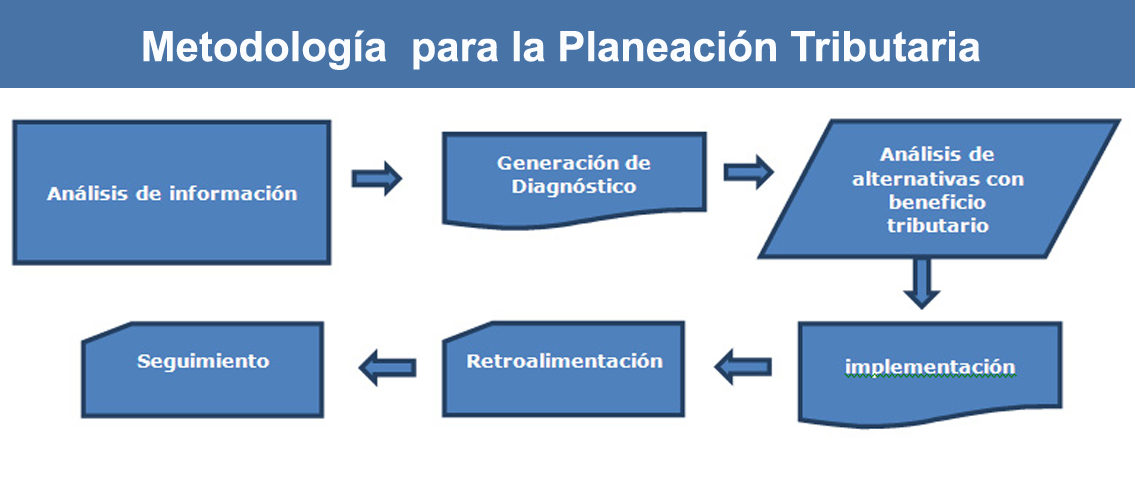 Metodología para la Planeación Tributaria
Análisis de información
Generación de
Diagnóstico
Análisis de
alternativas con
beneficio
tributario
implementación
Retroalimentación
Seguimiento